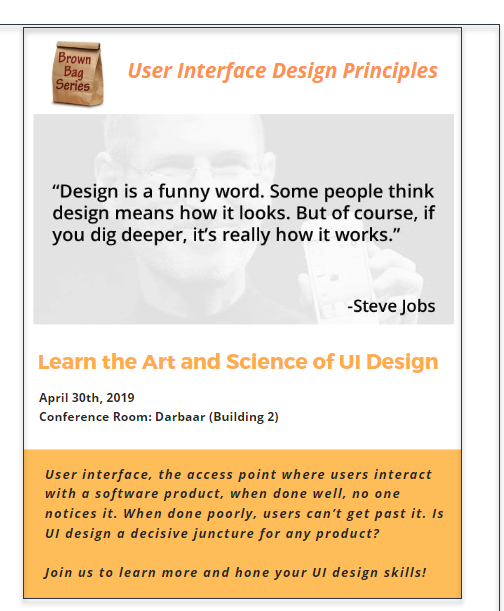 Brown
Bag
Series
User Interface Design Principles
“Design is a funny word. Some people think
design means how it looks. But of course, if
you dig deeper, it’s really how it works.”
-Steve Jobs
Learn the Art and Science of UI Design
April 30th, 2019
Conference Room: Darbaar (Building 2)
User interface, the access point where users interact
with a software product, when done well, no one
notices it. When done poorly, users can’t get past it. Is
UI design a decisive juncture for any product?
Join us to learn more and hone your UI design skills!